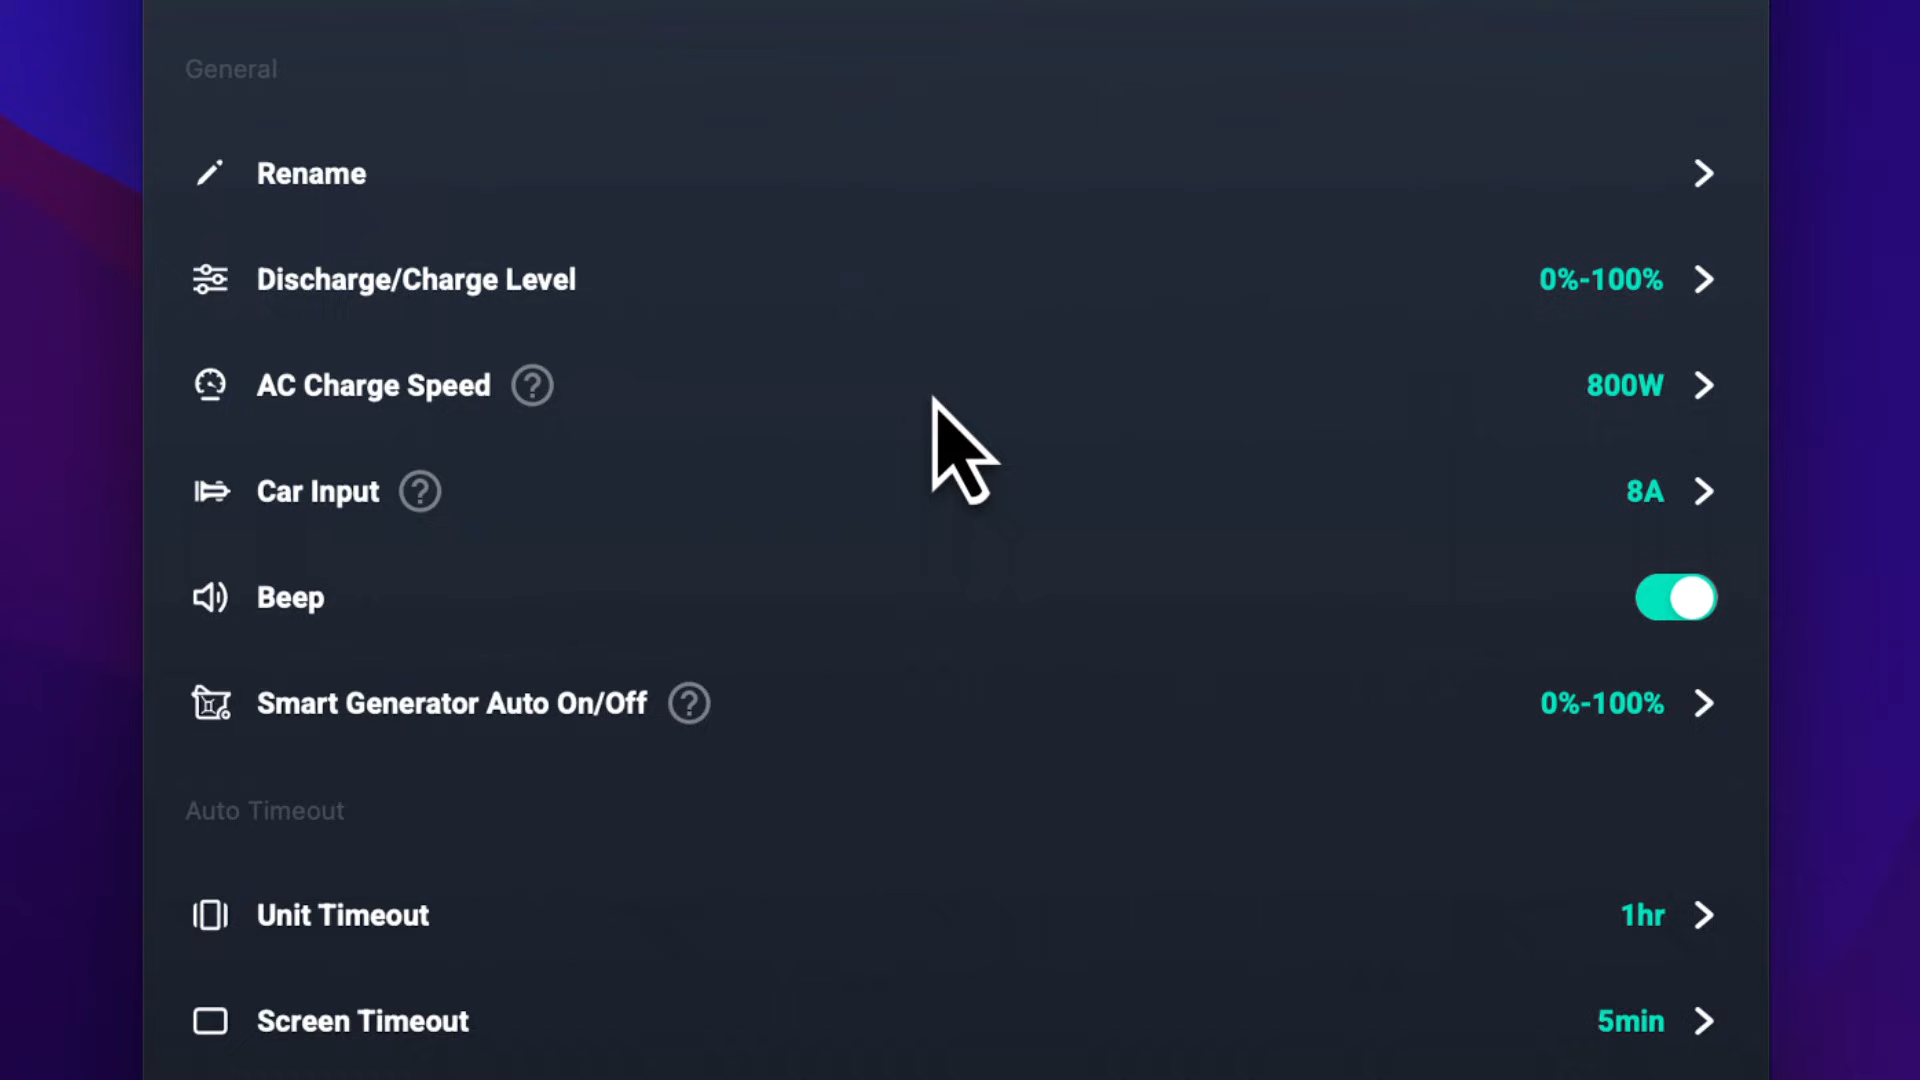 General
Rename
Discharge/Charge Level 0%-100%
AC Charge Speed ? 800W
Car Input ? 8A
Beep
Smart Generator Auto On/Off ? 0%-100%
Auto Timeout
Unit Timeout 1hr
Screen Timeout 5min